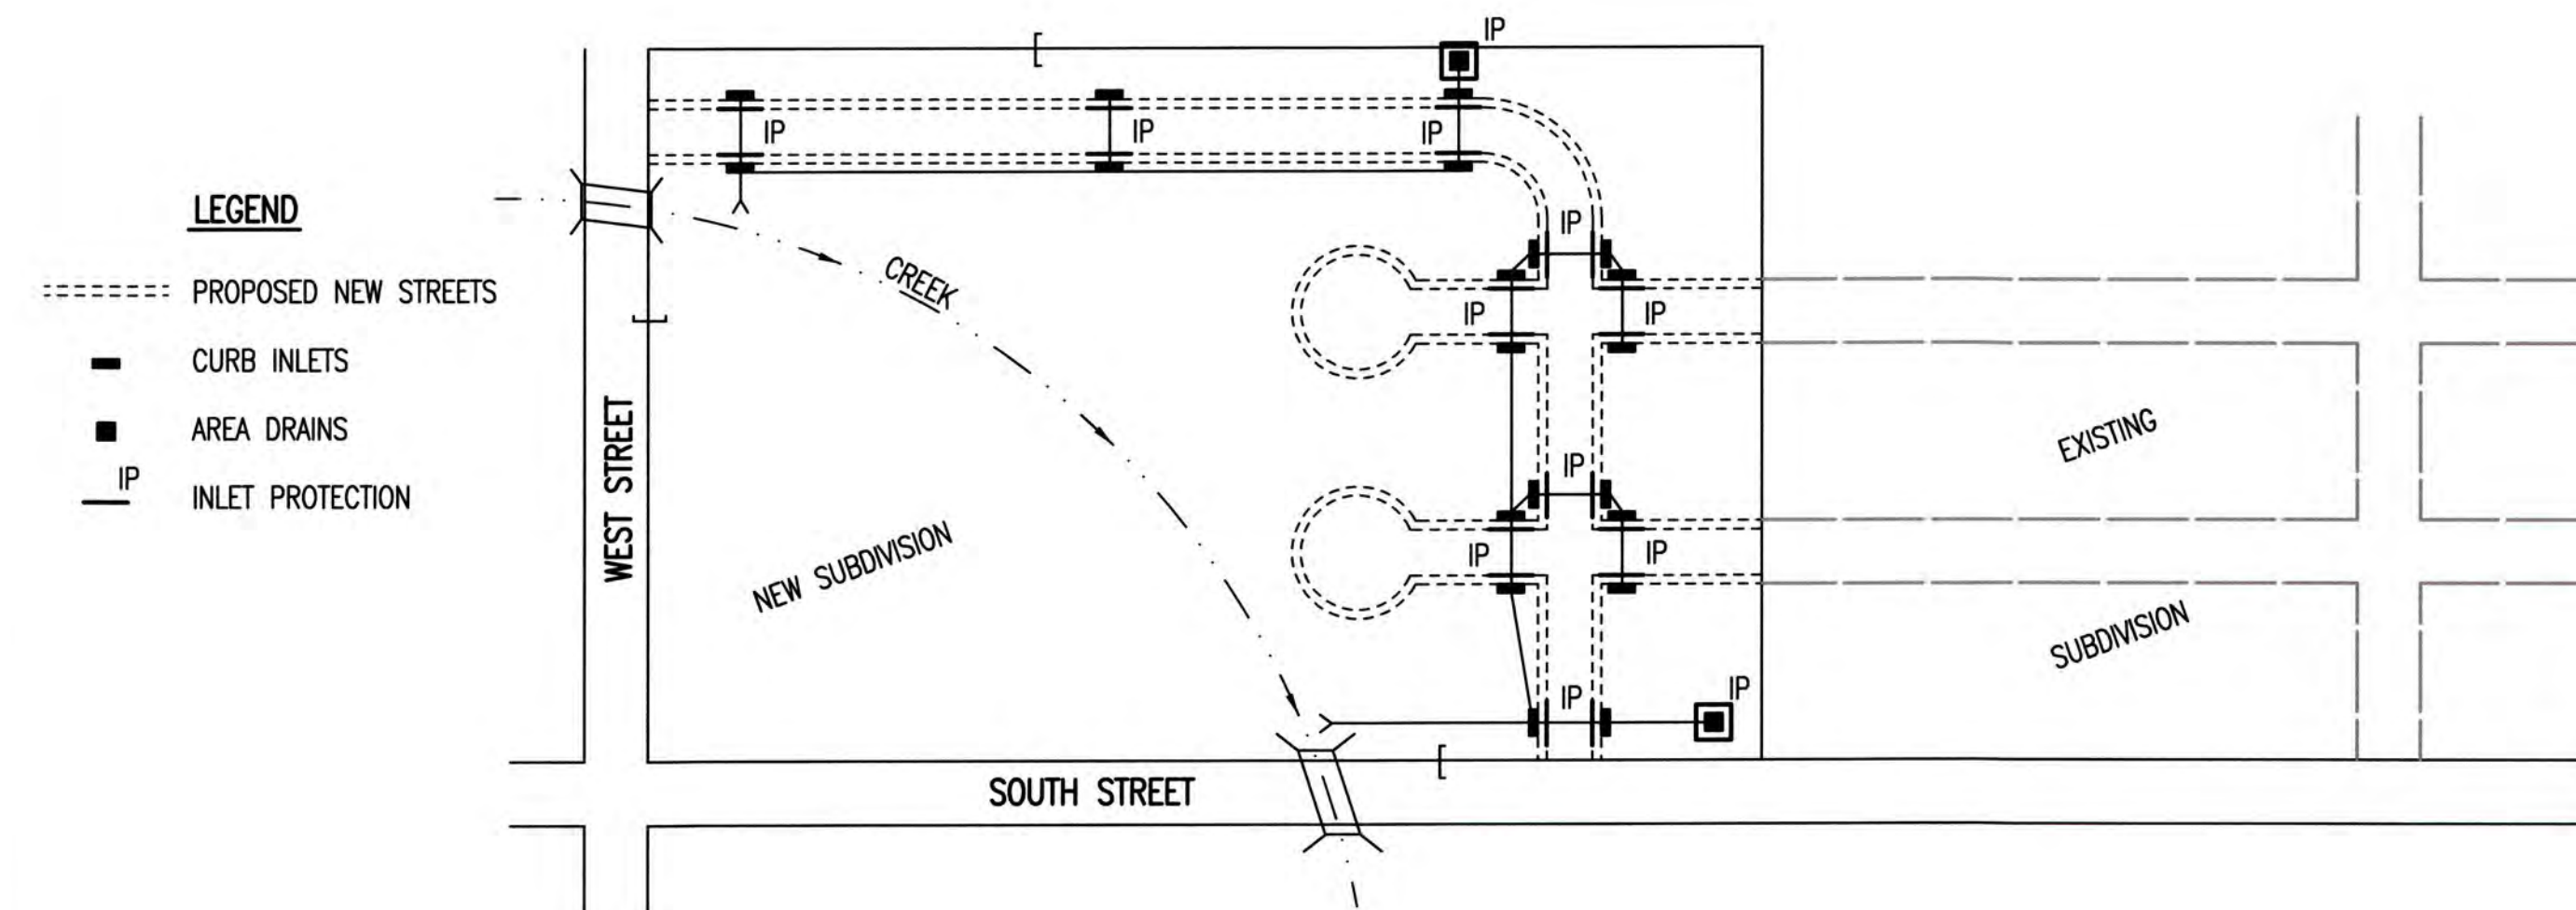 IP
IP
IP
IP
LEGEND
PROPOSED NEW STREETS
CURB INLETS
AREA DRAINS
IP
INLET PROTECTION
CREEK
IP
IP
IP
WEST STREET
NEW SUBDIVISION
IP
IP
IP
EXISTING
SUBDIVISION
IP
IP
SOUTH STREET